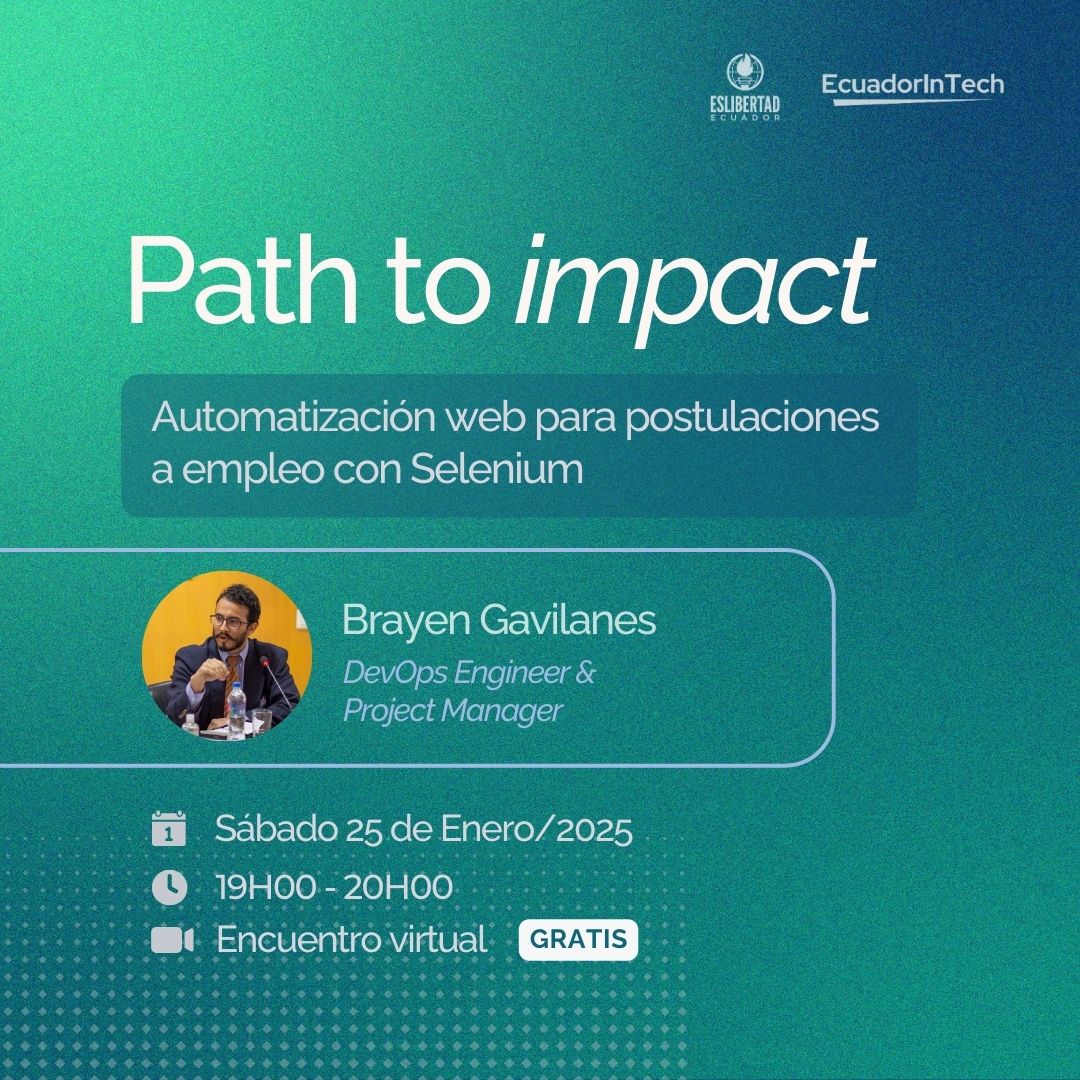 ESLIBERTAD
ECUADOR
EcuadorInTech
Path to impact
Automatización web para postulaciones
a empleo con Selenium
Brayen Gavilanes
DevOps Engineer &
Project Manager
1
Sábado 25 de Enero/2025
19H00 - 20H00
Encuentro virtual GRATIS